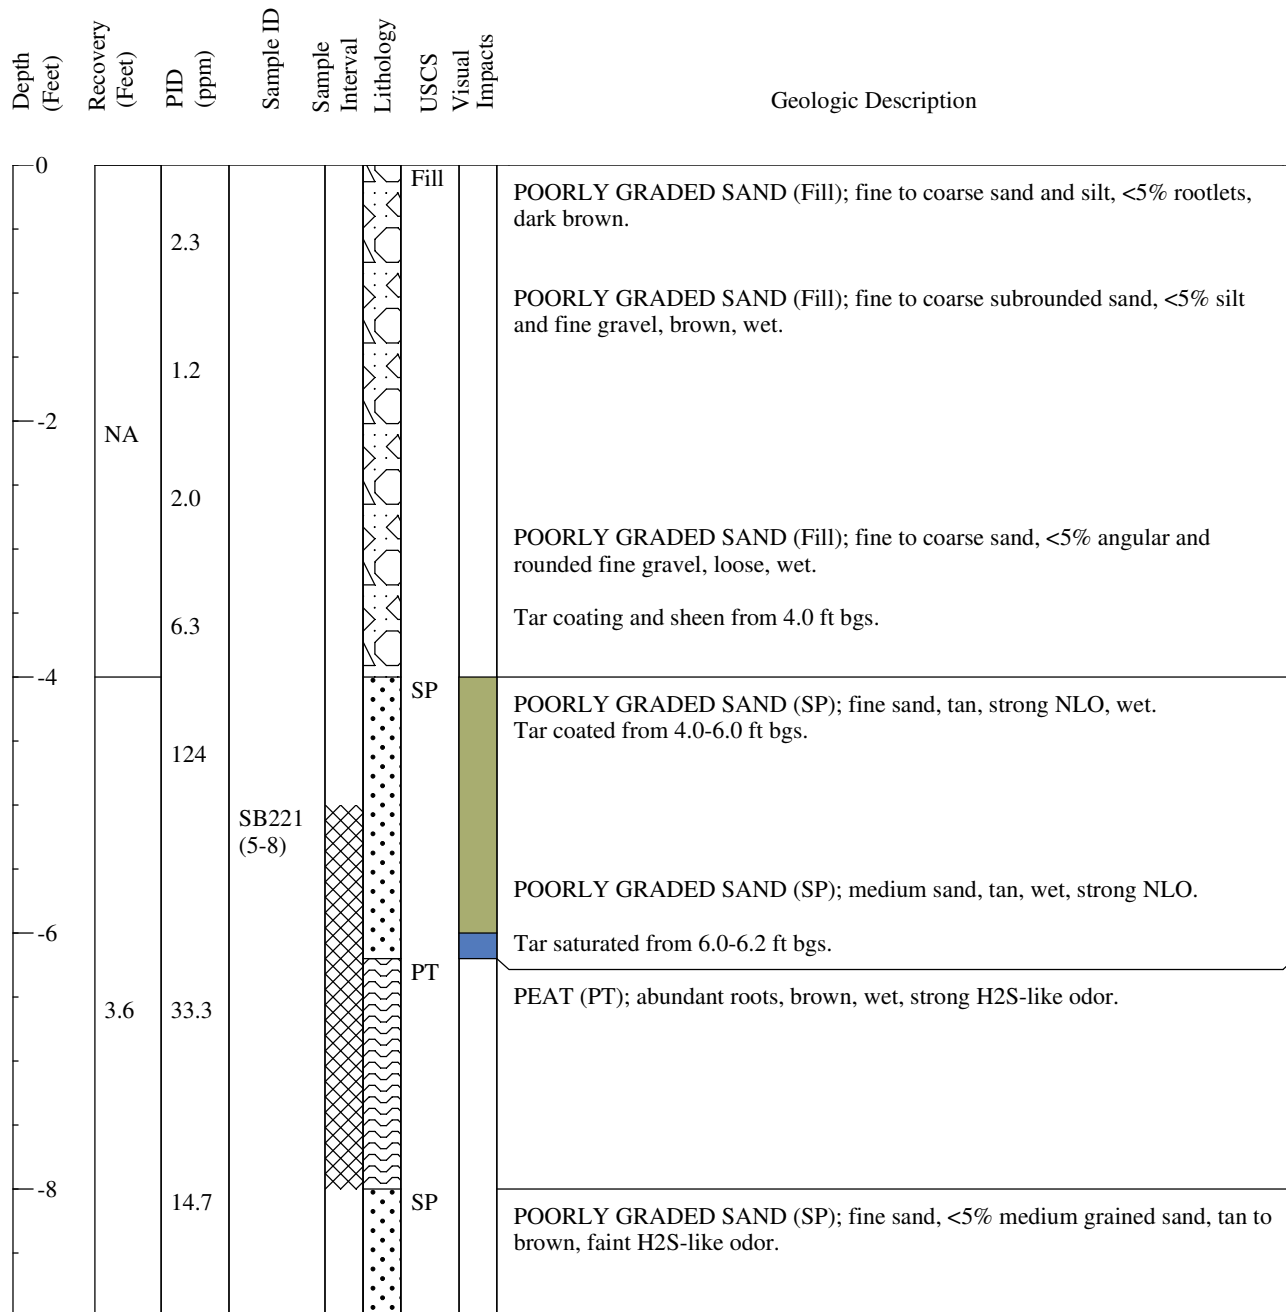 Depth
(Feet)
Recovery
(Feet)
PID
(ppm)
Sample ID
Sample
Interval
Lithology
USCS
Visual
Impacts
Geologic Description
0
Fill
POORLY GRADED SAND (Fill); fine to coarse sand and silt, <5% rootlets,
dark brown.
2.3
POORLY GRADED SAND (Fill); fine to coarse subrounded sand, <5% silt
and fine gravel, brown, wet.
1.2
-2
NA
2.0
POORLY GRADED SAND (Fill); fine to coarse sand, <5% angular and
rounded fine gravel, loose, wet.
Tar coating and sheen from 4.0 ft bgs.
6.3
-4
SP
POORLY GRADED SAND (SP); fine sand, tan, strong NLO, wet.
Tar coated from 4.0-6.0 ft bgs.
124
SB221
(5-8)
POORLY GRADED SAND (SP); medium sand, tan, wet, strong NLO.
-6
Tar saturated from 6.0-6.2 ft bgs.
PT
PEAT (PT); abundant roots, brown, wet, strong H2S-like odor.
3.6
33.3
-8
14.7
SP
POORLY GRADED SAND (SP); fine sand, <5% medium grained sand, tan to
brown, faint H2S-like odor.